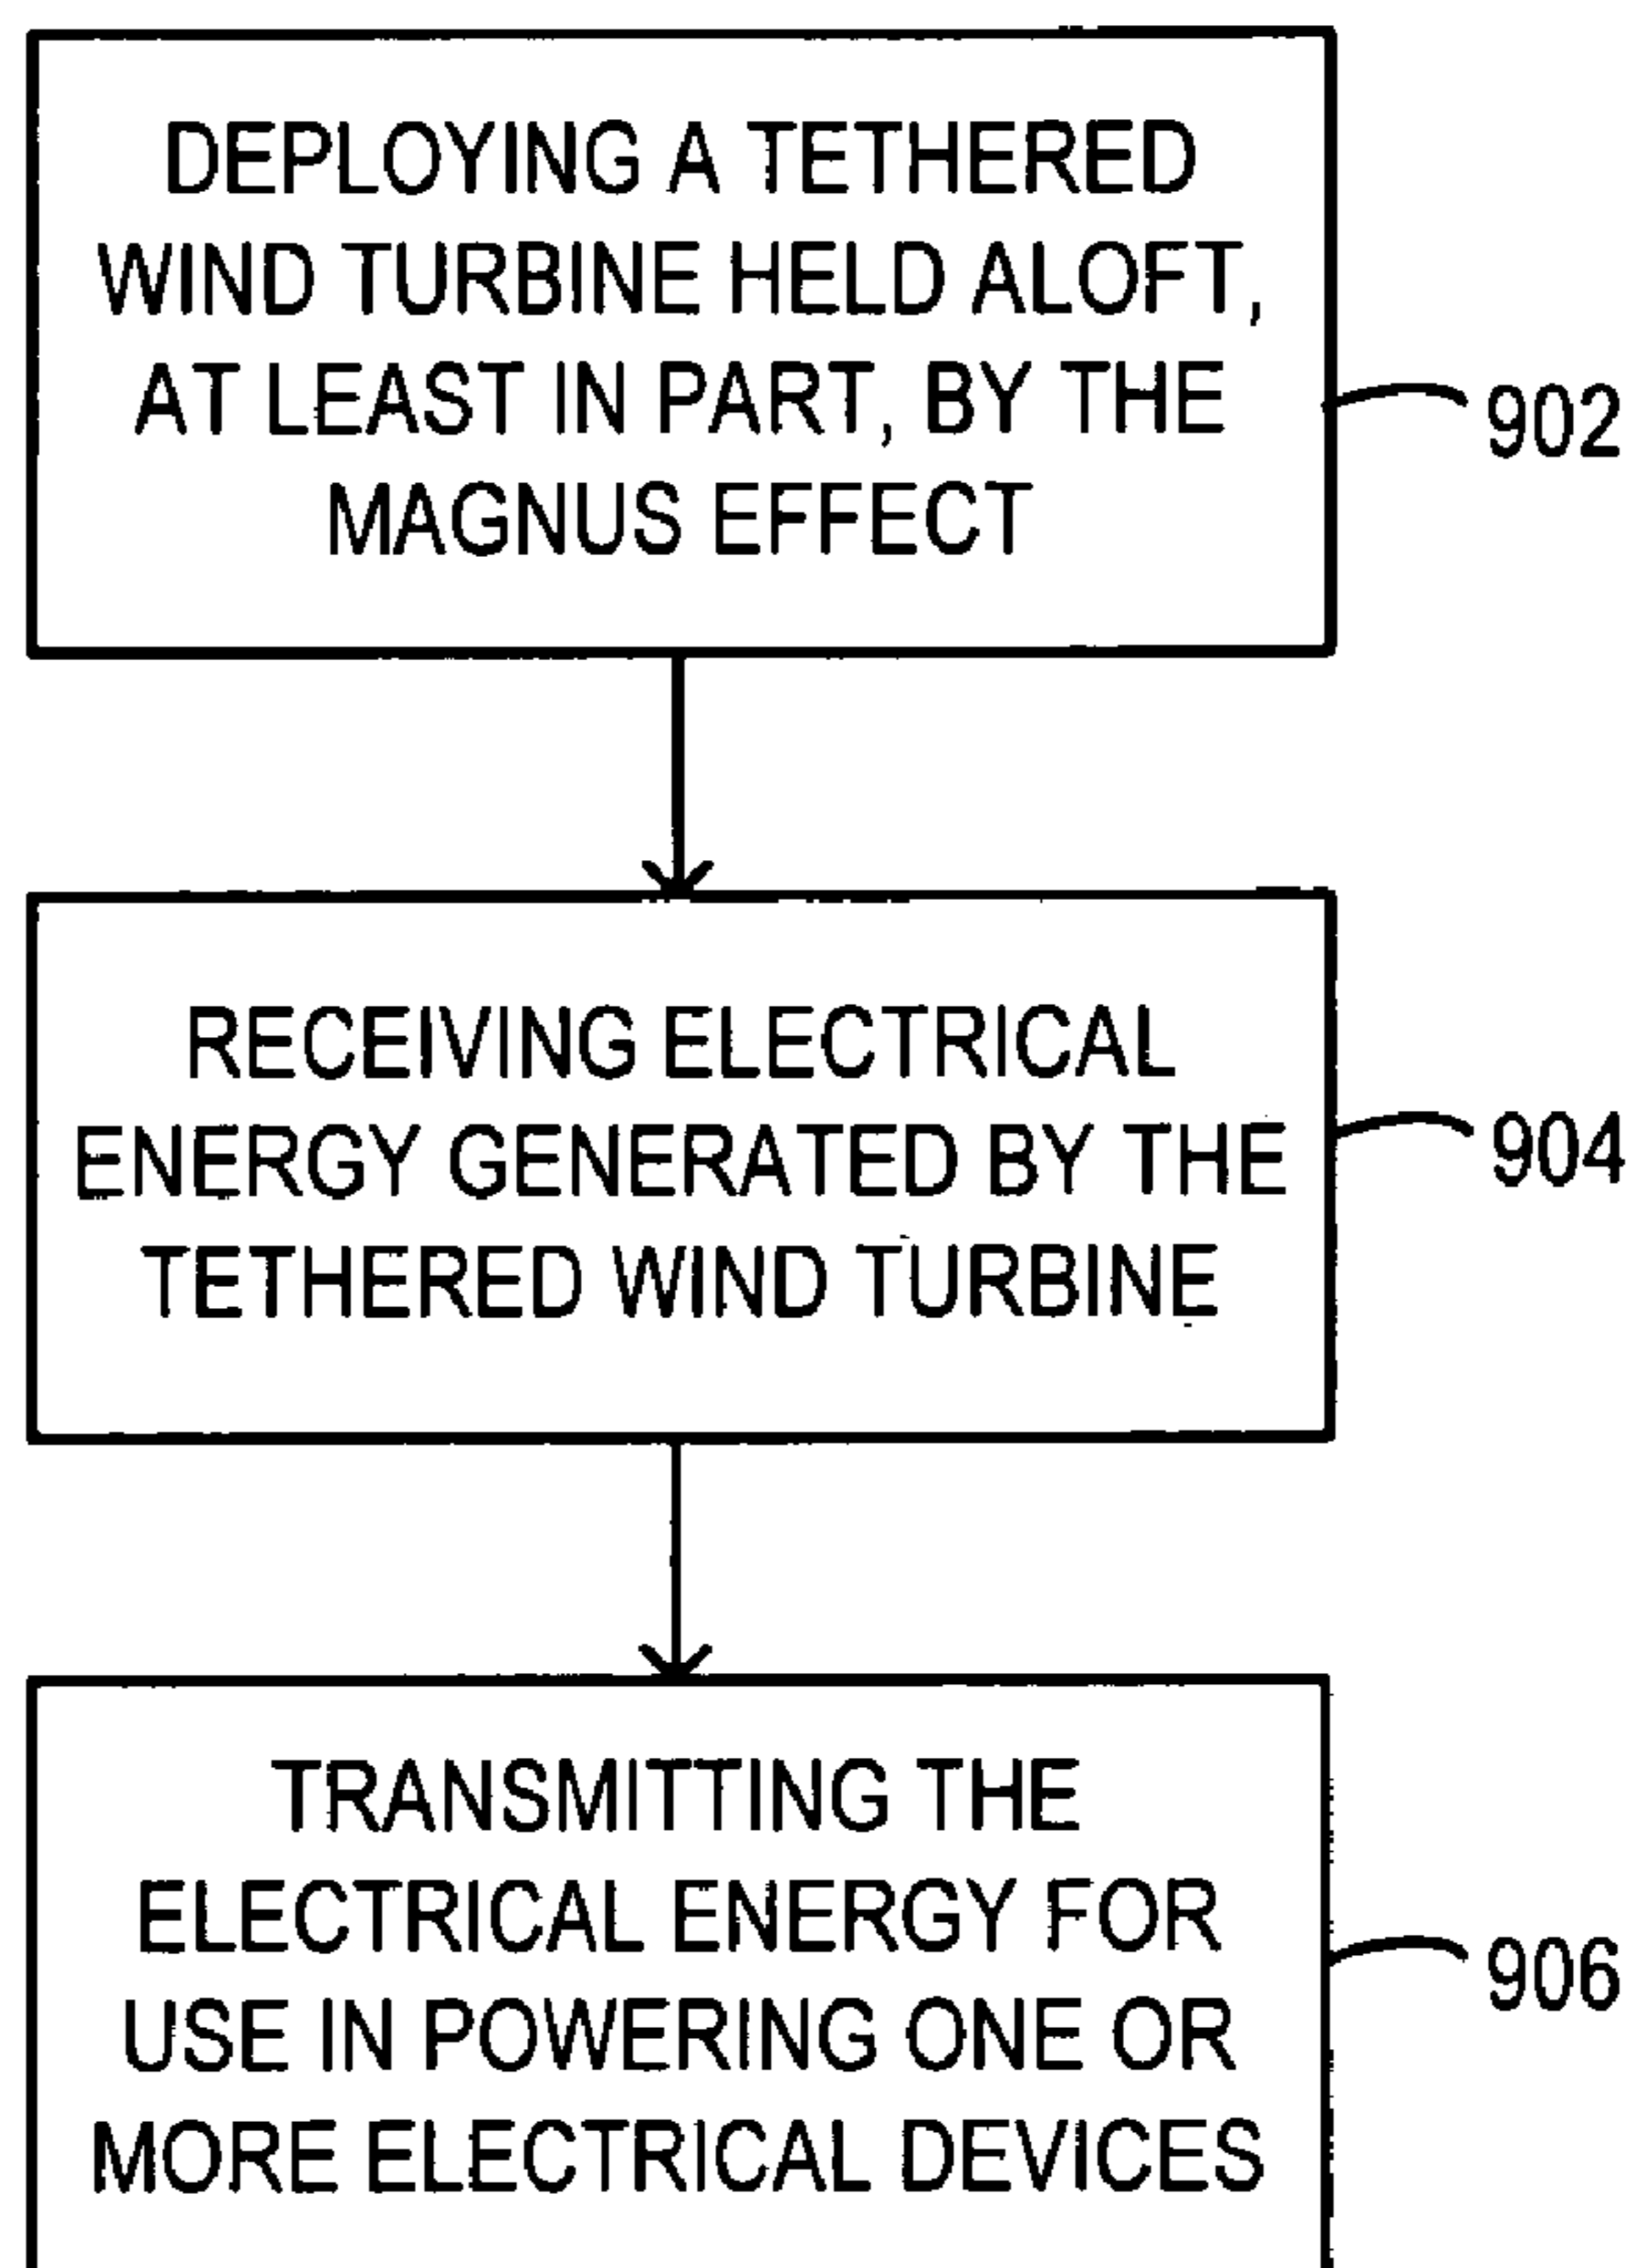 DEPLOYING A TETHERED
WIND TURBINE HELD ALOFT,
AT LEAST IN PART, BY THE
MAGNUS EFFECT
902
RECEIVING ELECTRICAL
ENERGY GENERATED BY THE
TETHERED WIND TURBINE
904
TRANSMITTING THE
ELECTRICAL ENERGY FOR
USE IN POWERING ONE OR
MORE ELECTRICAL DEVICES
906